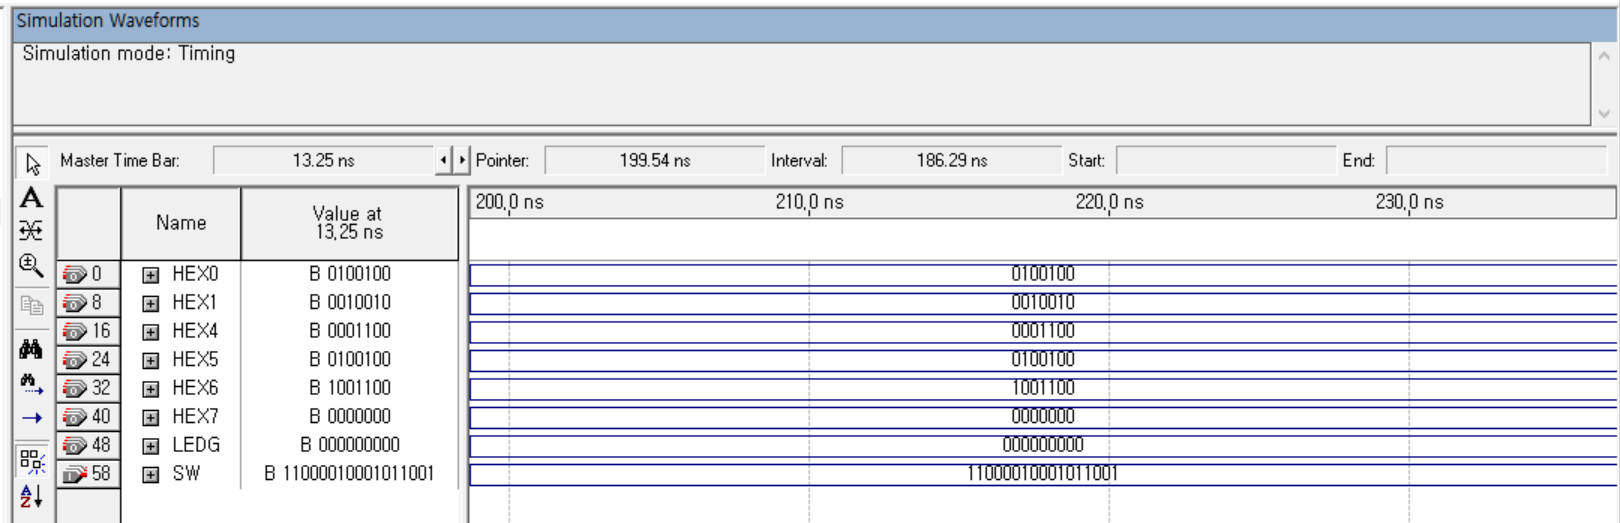 Simulation Waveforms
Simulation mode: Timing
Master Time Bar: 13.25 ns Pointer: 199.54 ns Interval: 186.29 ns Start: End:
Name Value at 13,25 ns 200,0 ns 210,0 ns 220,0 ns 230,0 ns
0 HEX0 B 0100100 0100100
8 HEX1 B 0010010 0010010
16 HEX4 B 0001100 0001100
24 HEX5 B 0100100 0100100
32 HEX6 B 1001100 1001100
40 HEX7 B 0000000 0000000
48 LEDG B 000000000 000000000
58 SW B 11000010001011001 11000010001011001